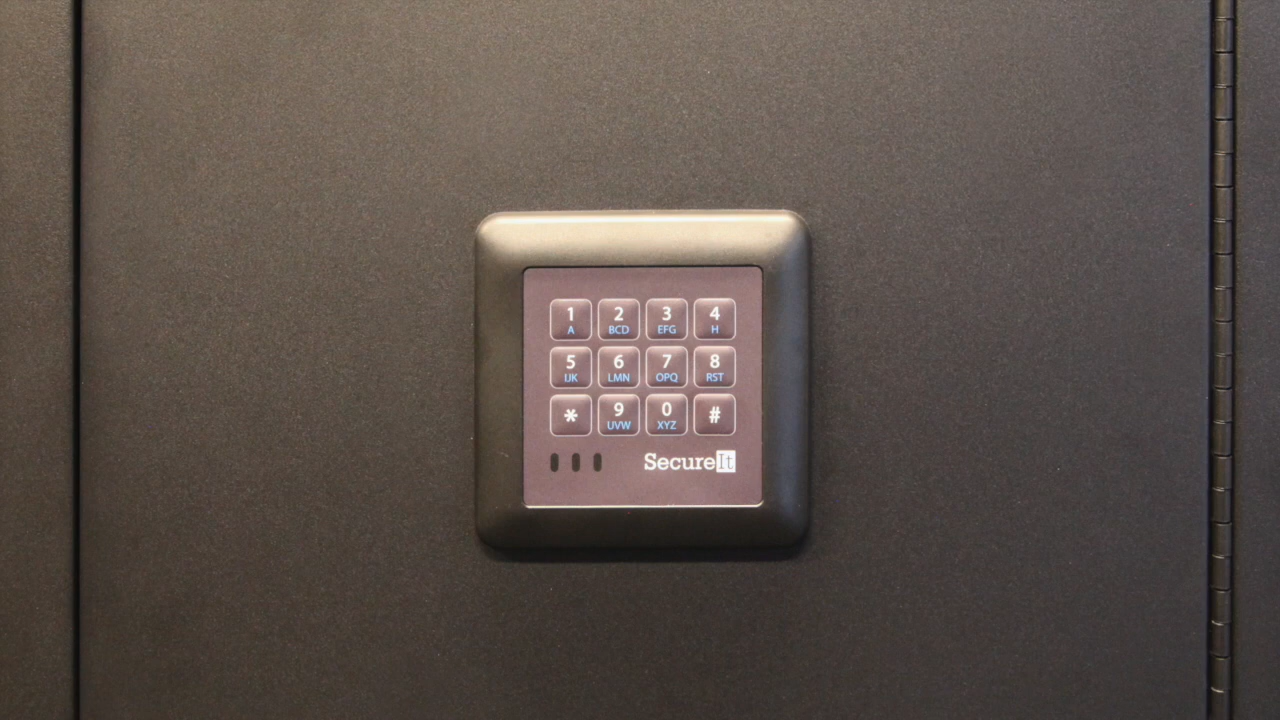 1 2 3 4
A BCD EFG H
5 6 7 8
IJK LMN OPQ RST
* 9 0 #
UVW XYZ
SecureIt